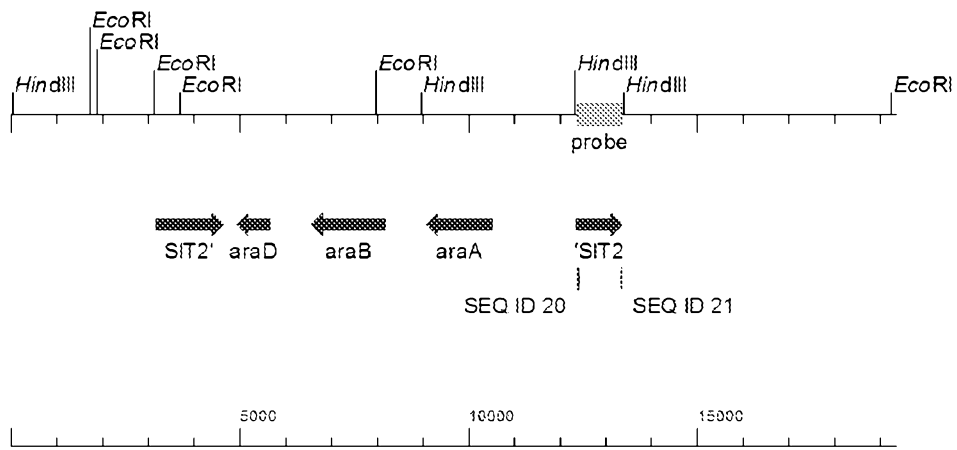 EcoRI
EcoRI
HindIII EcoRI EcoRI EcoRI HindIII HindIII HindIII EcoRI
probe
SIT2' araD araB araA 'SIT2
SEQ ID 20 SEQ ID 21
5000 10000 15000